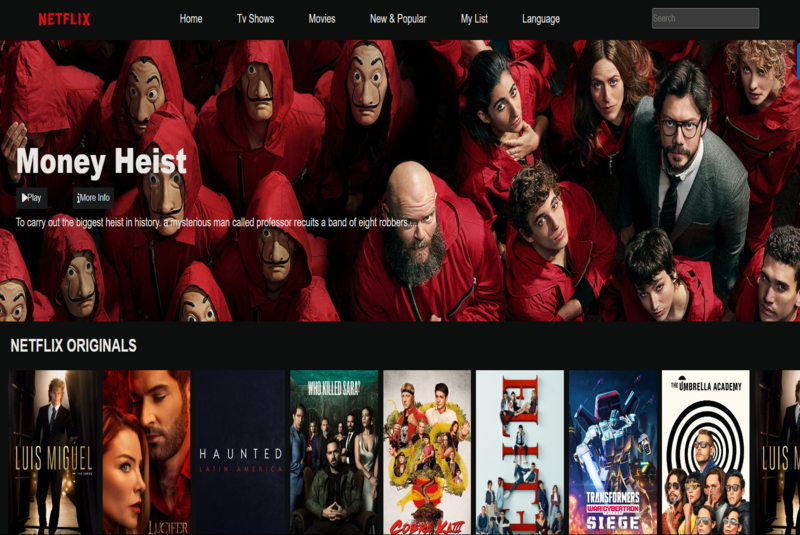 NETFLIX
Home
Tv Shows
Movies
New & Popular
My List
Language
Search
Money Heist
Play
More Info
To carry out the biggest heist in history, a mysterious man called professor recuits a band of eight robbers...
NETFLIX ORIGINALS
LUIS MIGUEL
LUCIFER
HAUNTED
LATIN AMERICA
WHO KILLED SARA?
COBRA KAI
ELITE
TRANSFORMERS
WAR FOR CYBERTRON
SIEGE
THE UMBRELLA ACADEMY
LUIS M